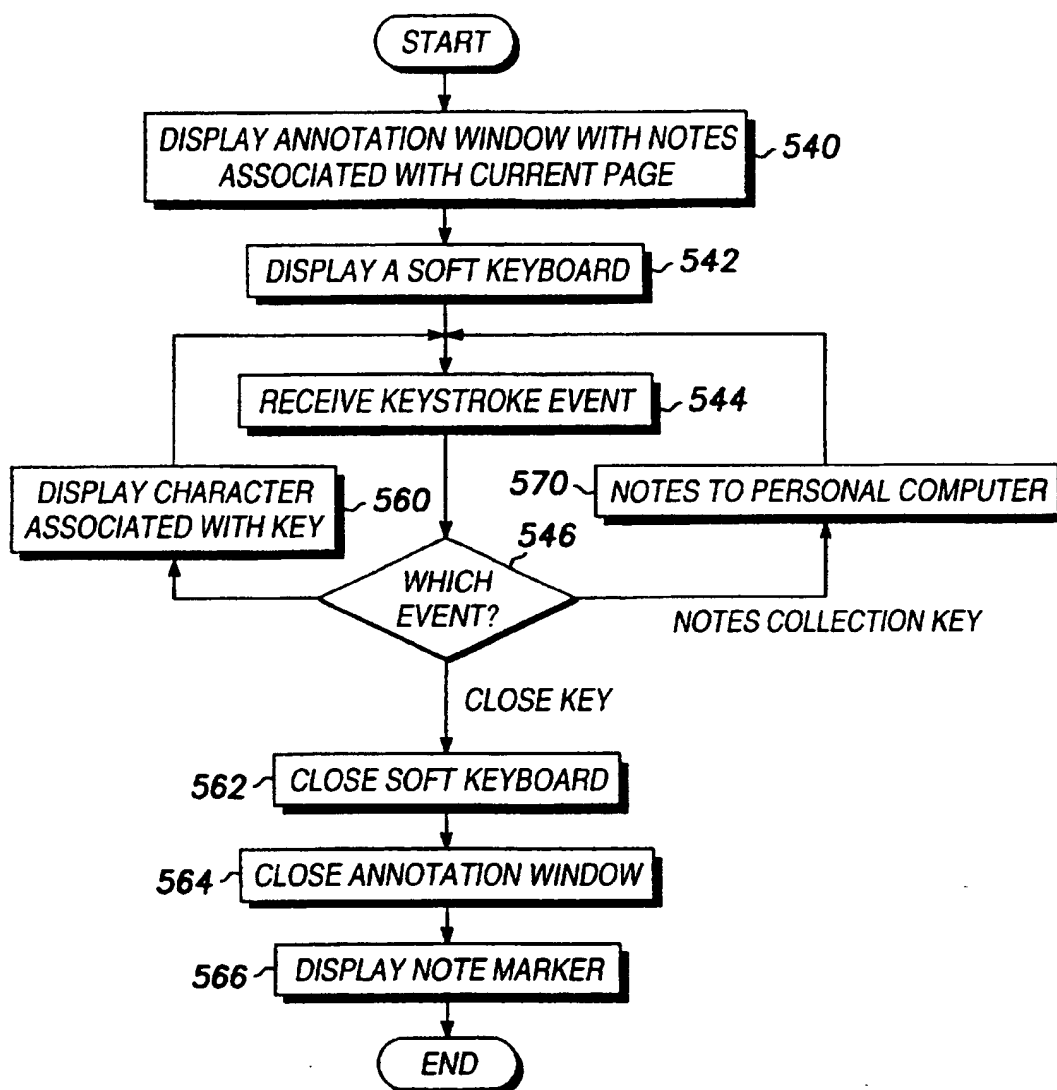 START
DISPLAY ANNOTATION WINDOW WITH NOTES
ASSOCIATED WITH CURRENT PAGE
540
DISPLAY A SOFT KEYBOARD
542
RECEIVE KEYSTROKE EVENT
544
DISPLAY CHARACTER
ASSOCIATED WITH KEY
560
570
NOTES TO PERSONAL COMPUTER
546
WHICH
EVENT?
NOTES COLLECTION KEY
CLOSE KEY
562
CLOSE SOFT KEYBOARD
564
CLOSE ANNOTATION WINDOW
566
DISPLAY NOTE MARKER
END